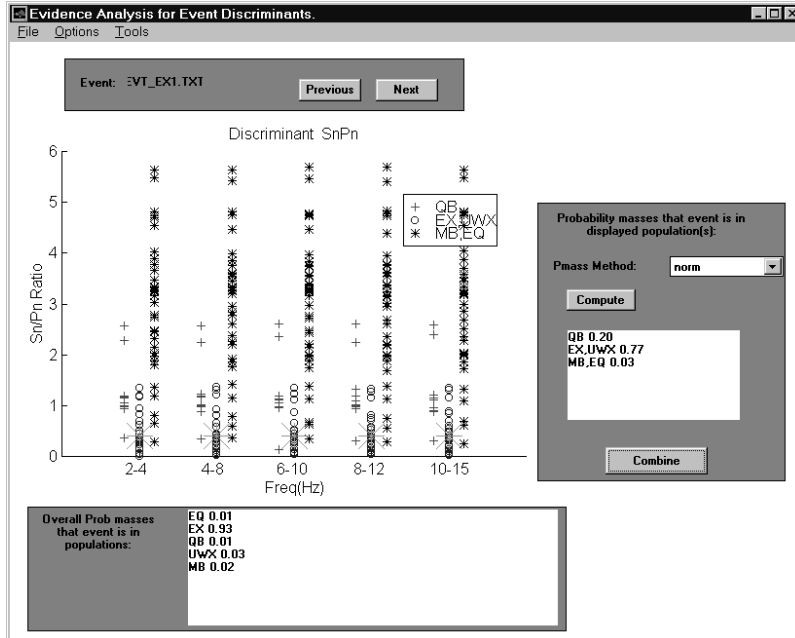 Evidence Analysis for Event Discriminants.
File Options Tools
Event: EVT_EX1.TXT
Previous Next
Discriminant SnPn
6
5
4
3
2
1
0
Sn/Pn Ratio
QB
EX,UWX
MB,EQ
2-4 4-8 6-10 8-12 10-15
Freq(Hz)
Probability masses that event is in
displayed population(s):
Pmass Method: norm
Compute
QB 0.20
EX,UWX 0.77
MB,EQ 0.03
Combine
Overall Prob masses
that event is in
populations:
EQ 0.01
EX 0.93
QB 0.01
UWX 0.03
MB 0.02